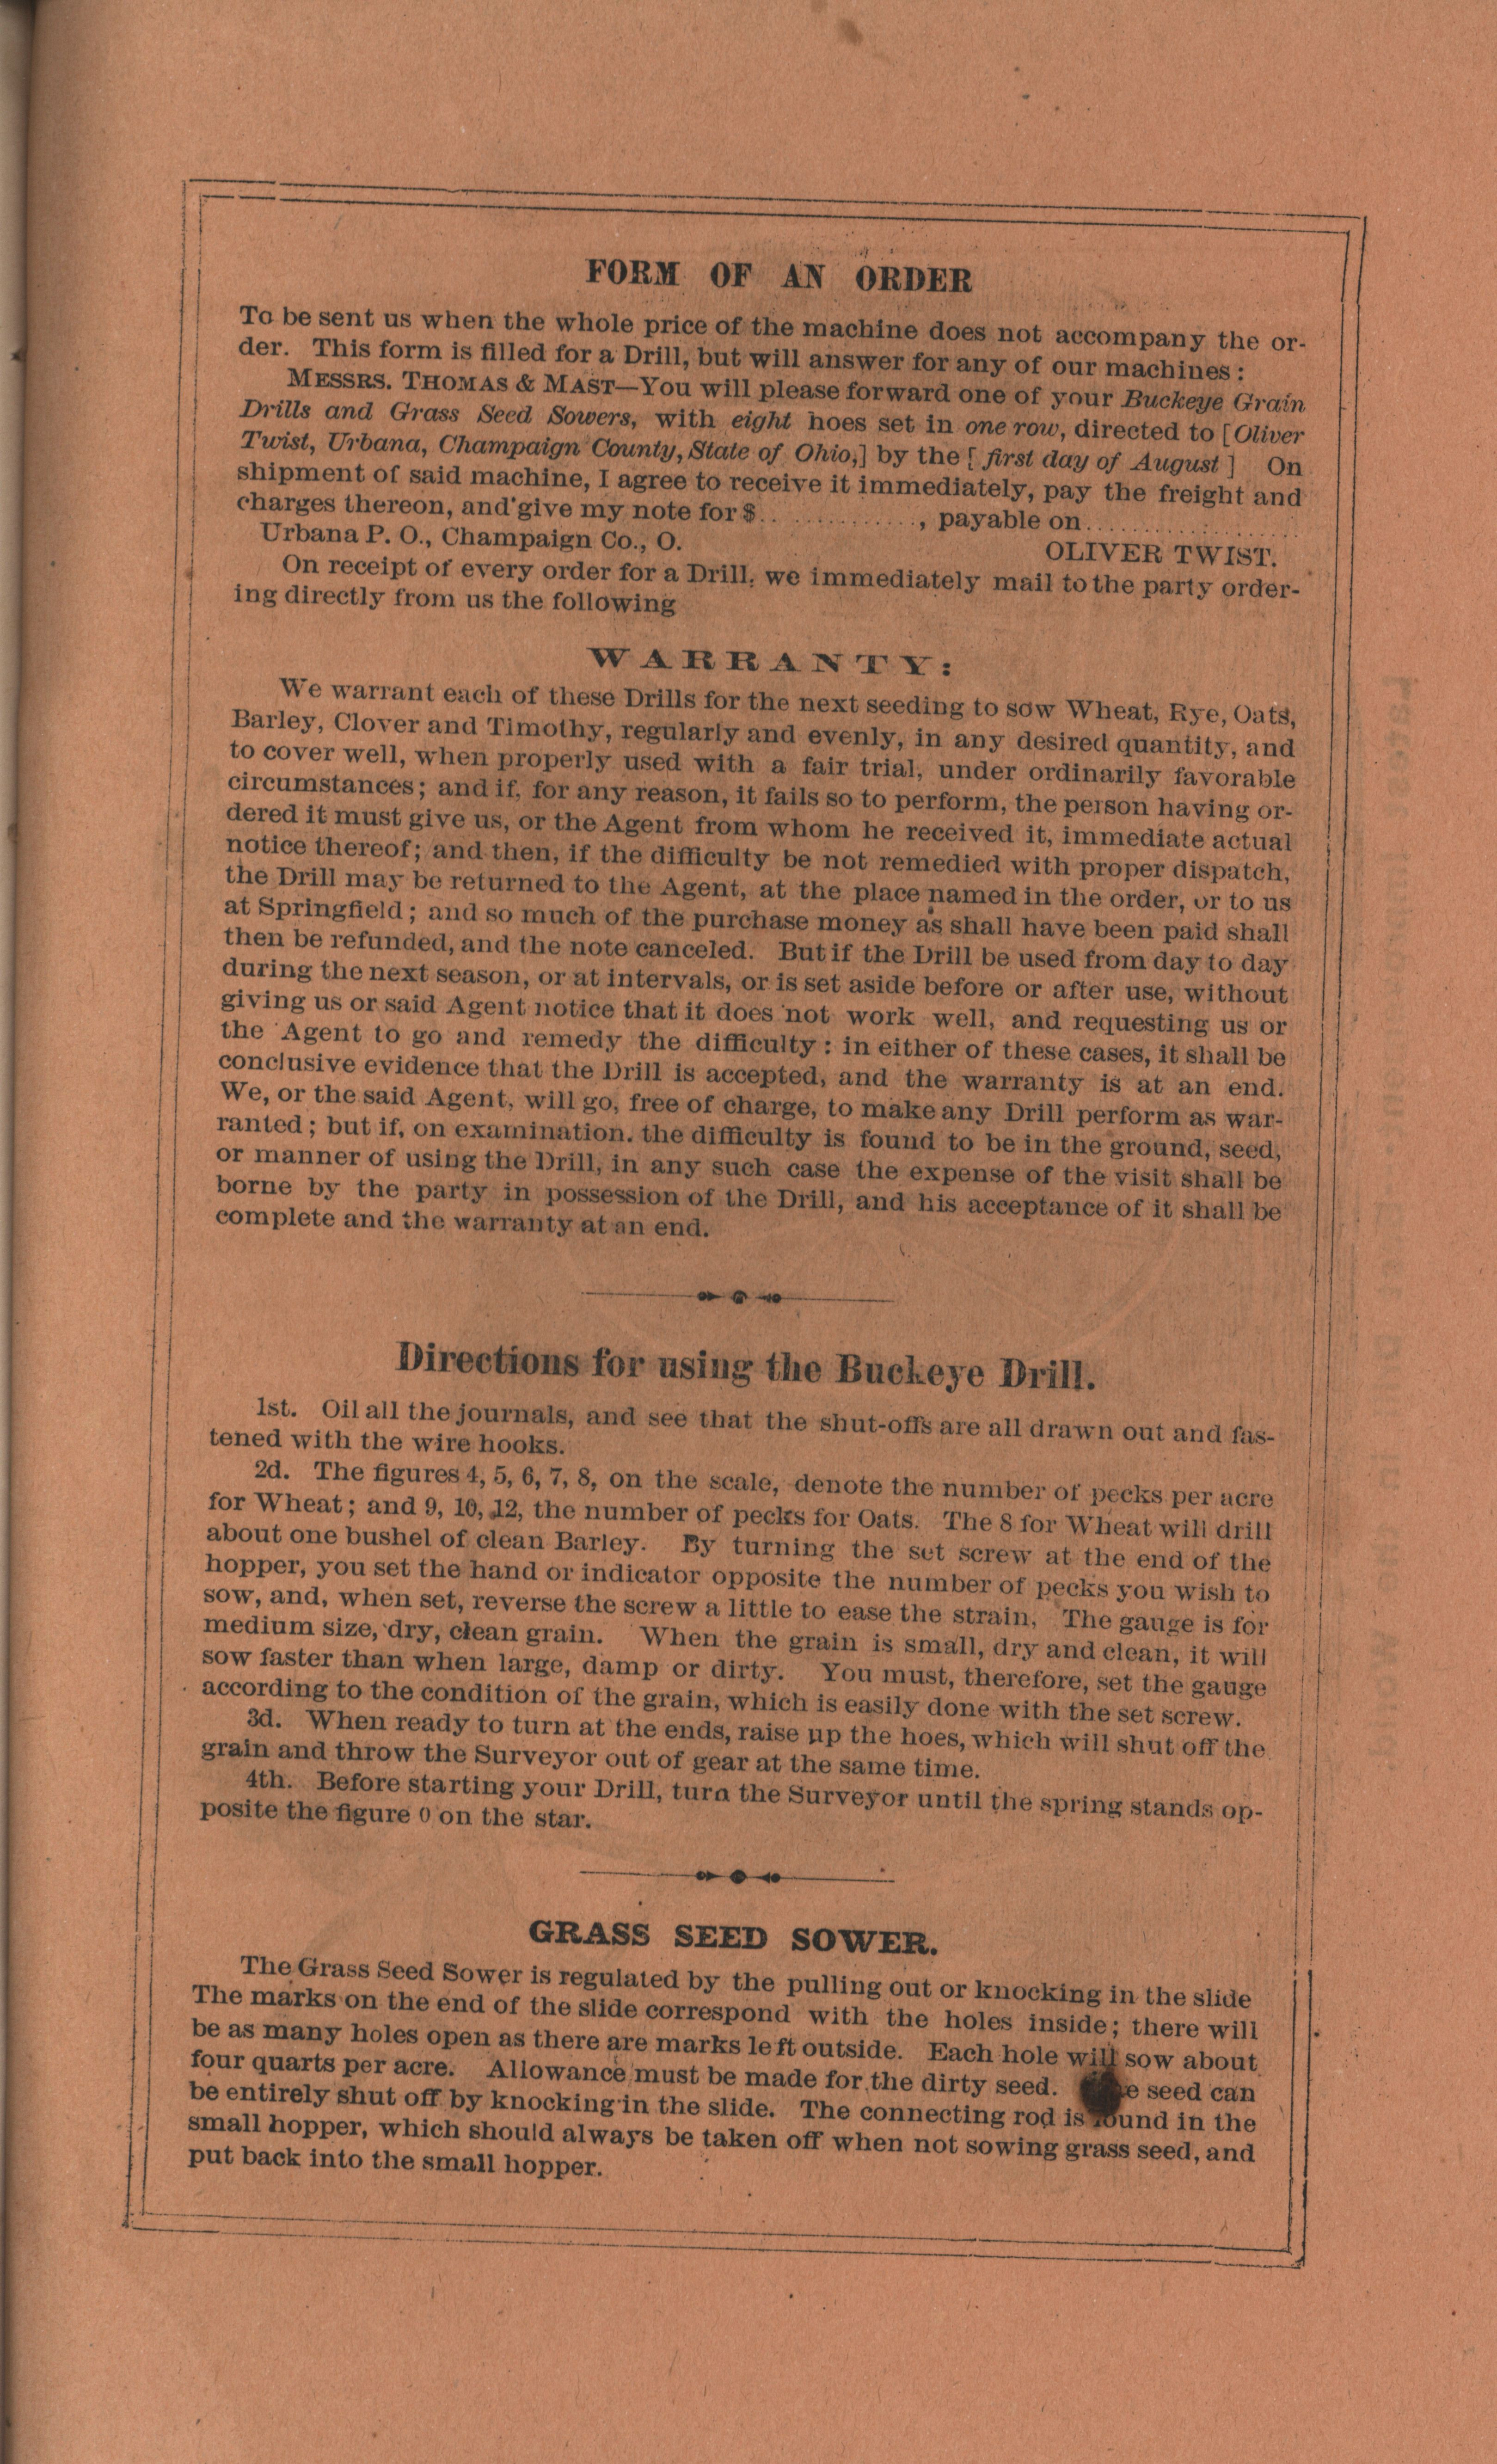 FORM OF AN ORDER
To be sent us when the whole price of the machine does not accompany the or-
der. This form is filled for a Drill, but will answer for any of our machines:
MESSRS. THOMAS & MAST—You will please forward one of your Buckeye Grain
Drills and Grass Seed Sowers, with eight hoes set in one row, directed to [Oliver
Twist, Urbana, Champaign County, State of Ohio,] by the [first day of August] On
shipment of said machine, I agree to receive it immediately, pay the freight and
charges thereon, and give my note for $.............., payable on..................
Urbana P. O., Champaign Co., O. OLIVER TWIST.
On receipt of every order for a Drill, we immediately mail to the party order-
ing directly from us the following
WARRANTY:
We warrant each of these Drills for the next seeding to sow Wheat, Rye, Oats,
Barley, Clover and Timothy, regularly and evenly, in any desired quantity, and
to cover well, when properly used with a fair trial, under ordinarily favorable
circumstances; and if, for any reason, it fails so to perform, the person having or-
dered it must give us, or the Agent from whom he received it, immediate actual
notice thereof; and then, if the difficulty be not remedied with proper dispatch,
the Drill may be returned to the Agent, at the place named in the order, or to us
at Springfield; and so much of the purchase money as shall have been paid shall
then be refunded, and the note canceled. But if the Drill be used from day to day
during the next season, or at intervals, or is set aside before or after use, without
giving us or said Agent notice that it does not work well, and requesting us or
the Agent to go and remedy the difficulty: in either of these cases, it shall be
conclusive evidence that the Drill is accepted, and the warranty is at an end.
We, or the said Agent, will go, free of charge, to make any Drill perform as war-
ranted; but if, on examination, the difficulty is found to be in the ground, seed,
or manner of using the Drill, in any such case the expense of the visit shall be
borne by the party in possession of the Drill, and his acceptance of it shall be
complete and the warranty at an end.
Directions for using the Buckeye Drill.
1st. Oil all the journals, and see that the shut-offs are all drawn out and fas-
tened with the wire hooks.
2d. The figures 4, 5, 6, 7, 8, on the scale, denote the number of pecks per acre
for Wheat; and 9, 10, 12, the number of pecks for Oats. The 8 for Wheat will drill
about one bushel of clean Barley. By turning the set screw at the end of the
hopper, you set the hand or indicator opposite the number of pecks you wish to
sow, and, when set, reverse the screw a little to ease the strain. The gauge is for
medium size, dry, clean grain. When the grain is small, dry and clean, it will
sow faster than when large, damp or dirty. You must, therefore, set the gauge
according to the condition of the grain, which is easily done with the set screw.
3d. When ready to turn at the ends, raise up the hoes, which will shut off the
grain and throw the Surveyor out of gear at the same time.
4th. Before starting your Drill, turn the Surveyor until the spring stands op-
posite the figure 0 on the star.
GRASS SEED SOWER.
The Grass Seed Sower is regulated by the pulling out or knocking in the slide
The marks on the end of the slide correspond with the holes inside; there will
be as many holes open as there are marks left outside. Each hole will sow about
four quarts per acre. Allowance must be made for the dirty seed. seed can
be entirely shut off by knocking in the slide. The connecting rod is found in the
small hopper, which should always be taken off when not sowing grass seed, and
put back into the small hopper.